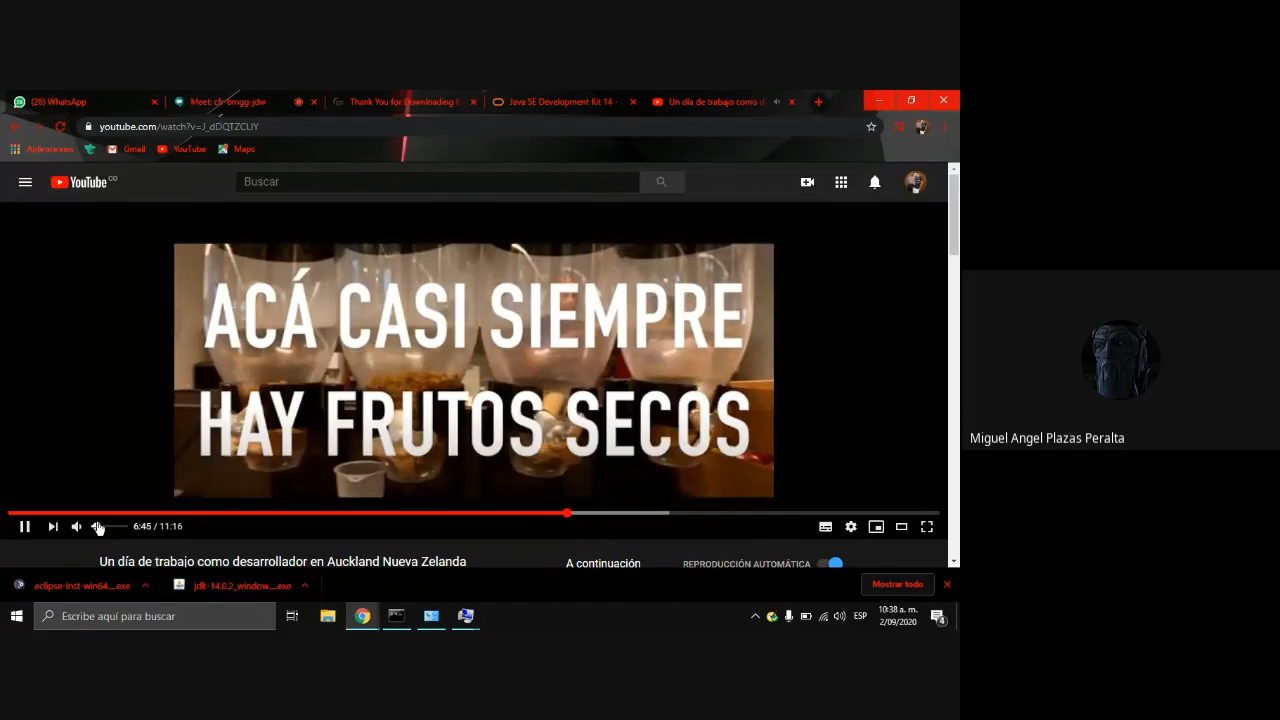 (26) WhatsApp
Meet: cfr-bmgg-jdw
Thank You for Downloading E
Java SE Development Kit 14 -
Un día de trabajo como d
youtube.com/watch?v=J_dDQTZCLIY
Aplicaciones
Gmail
YouTube
Maps
YouTube CO
Buscar
ACÁ CASI SIEMPRE
HAY FRUTOS SECOS
6:45 / 11:16
Un día de trabajo como desarrollador en Auckland Nueva Zelanda
A continuación
REPRODUCCIÓN AUTOMÁTICA
eclipse-inst-win64....exe
jdk-14.0.2_window....exe
Mostrar todo
Escribe aquí para buscar
ESP
10:38 a. m.
2/09/2020
4
Miguel Angel Plazas Peralta